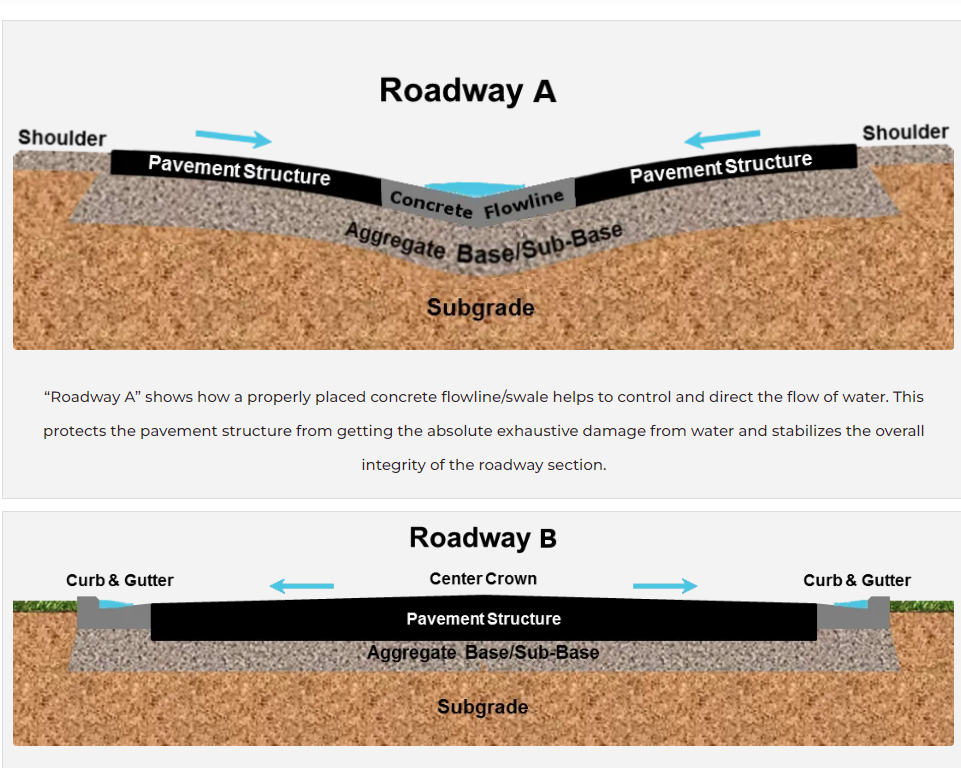 Roadway A
Shoulder
Shoulder
Pavement Structure
Pavement Structure
Concrete Flowline
Aggregate Base/Sub-Base
Subgrade
“Roadway A” shows how a properly placed concrete flowline/swale helps to control and direct the flow of water. This
protects the pavement structure from getting the absolute exhaustive damage from water and stabilizes the overall
integrity of the roadway section.
Roadway B
Curb & Gutter
Center Crown
Curb & Gutter
Pavement Structure
Aggregate Base/Sub-Base
Subgrade